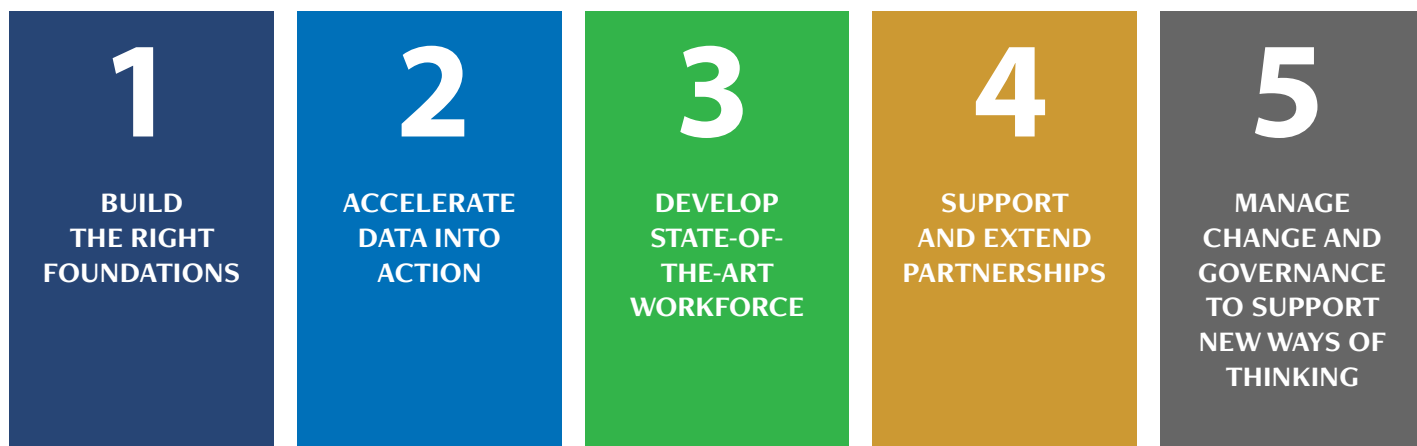 1
BUILD
THE RIGHT
FOUNDATIONS
2
ACCELERATE
DATA INTO
ACTION
3
DEVELOP
STATE-OF-
THE-ART
WORKFORCE
4
SUPPORT
AND EXTEND
PARTNERSHIPS
5
MANAGE
CHANGE AND
GOVERNANCE
TO SUPPORT
NEW WAYS OF
THINKING